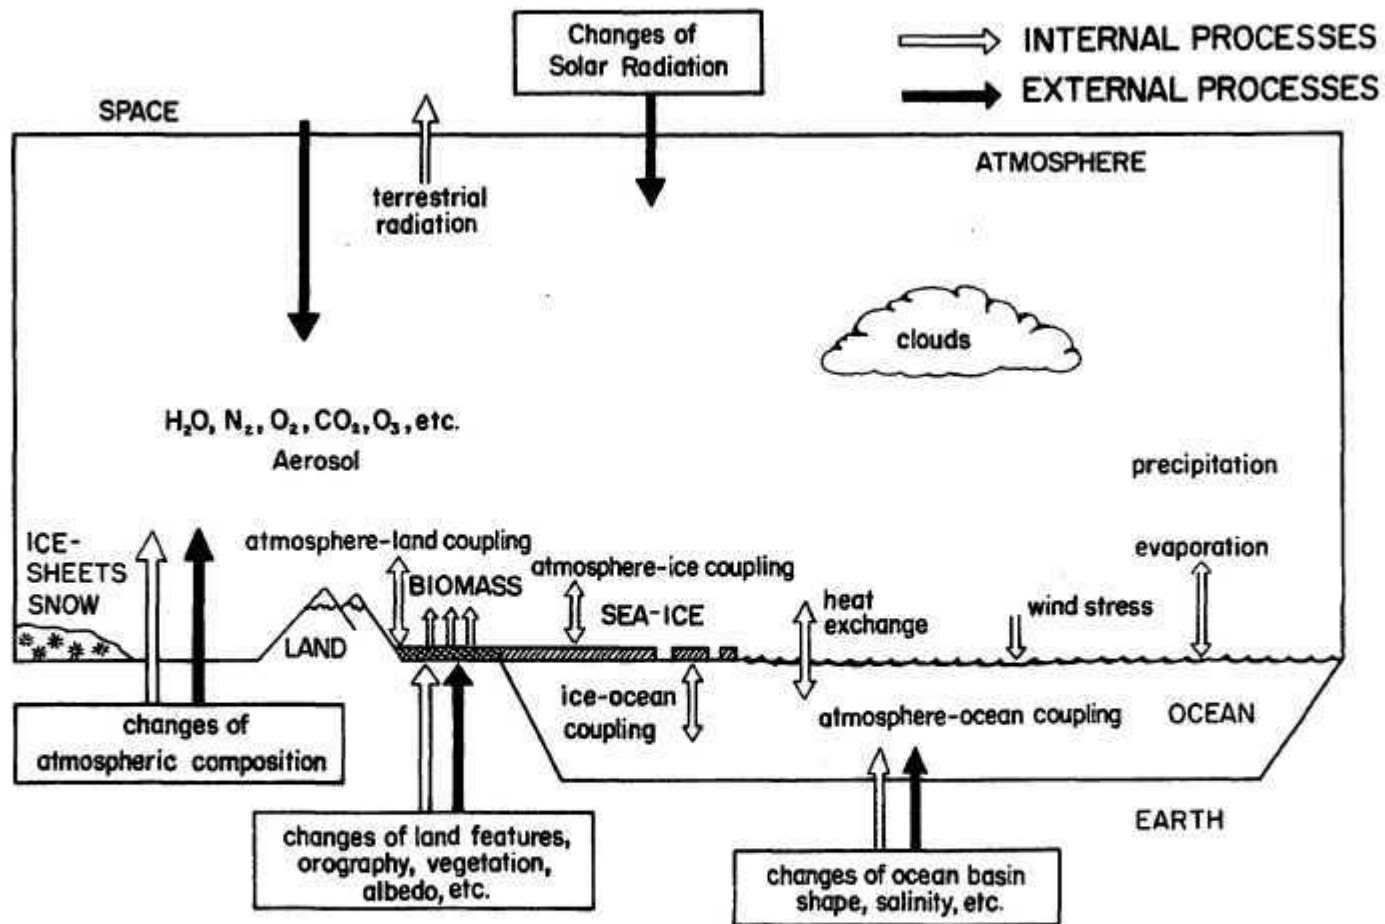 Changes of
Solar Radiation
INTERNAL PROCESSES
EXTERNAL PROCESSES
SPACE
ATMOSPHERE
terrestrial
radiation
clouds
H₂O, N₂, O₂, CO₂, O₃, etc.
Aerosol
precipitation
ICE-
SHEETS
SNOW
atmosphere-land coupling
BIOMASS
atmosphere-ice coupling
SEA-ICE
heat
exchange
wind stress
evaporation
LAND
ice-ocean
coupling
atmosphere-ocean coupling
OCEAN
changes of
atmospheric composition
EARTH
changes of land features,
orography, vegetation,
albedo, etc.
changes of ocean basin
shape, salinity, etc.